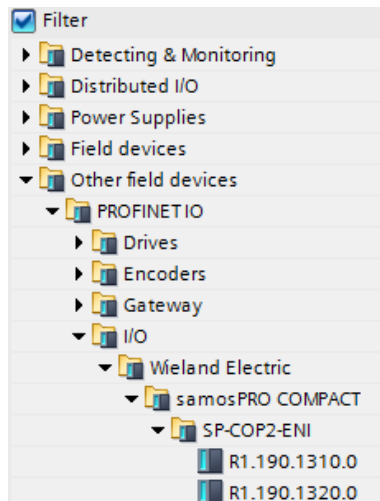 Filter
Detecting & Monitoring
Distributed I/O
Power Supplies
Field devices
Other field devices
PROFINET IO
Drives
Encoders
Gateway
I/O
Wieland Electric
samosPRO COMPACT
SP-COP2-ENI
R1.190.1310.0
R1.190.1320.0